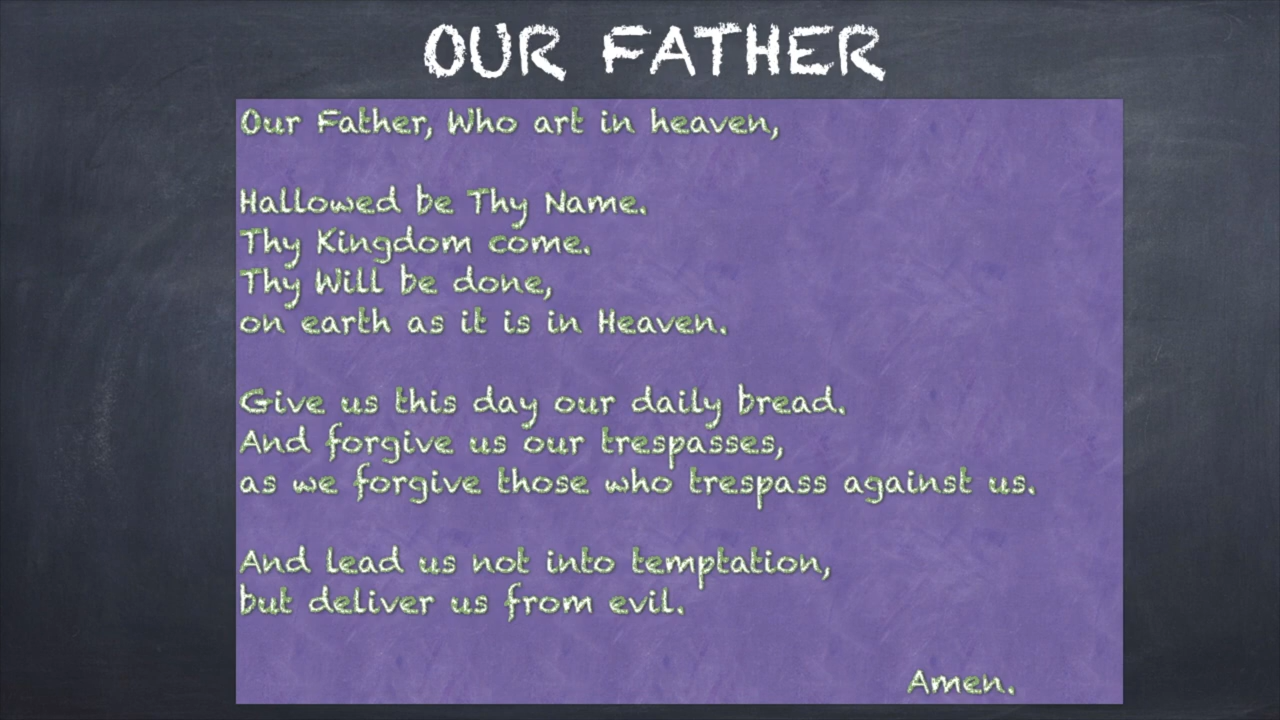 OUR FATHER
Our Father, Who art in heaven,
Hallowed be Thy Name.
Thy Kingdom come.
Thy Will be done,
on earth as it is in Heaven.
Give us this day our daily bread.
And forgive us our trespasses,
as we forgive those who trespass against us.
And lead us not into temptation,
but deliver us from evil.
Amen.